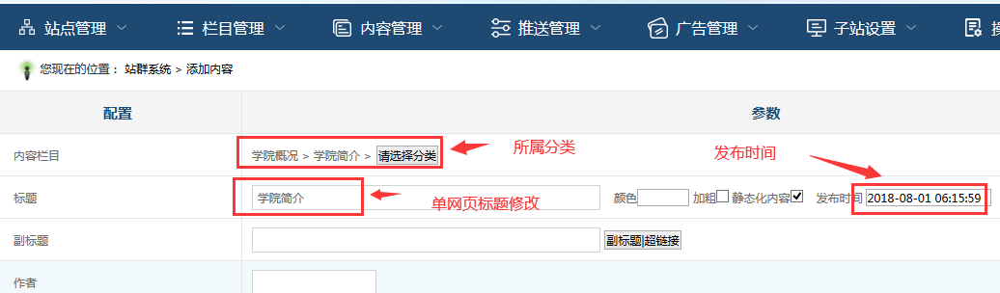 站点管理 栏目管理 内容管理 推送管理 广告管理 子站设置
您现在的位置： 站群系统 > 添加内容
配置 参数
内容栏目 学院概况 > 学院简介 > 请选择分类 所属分类 发布时间
标题 学院简介 单网页标题修改 颜色 加粗 静态化内容 发布时间 2018-08-01 06:15:59
副标题 副标题|超链接
作者